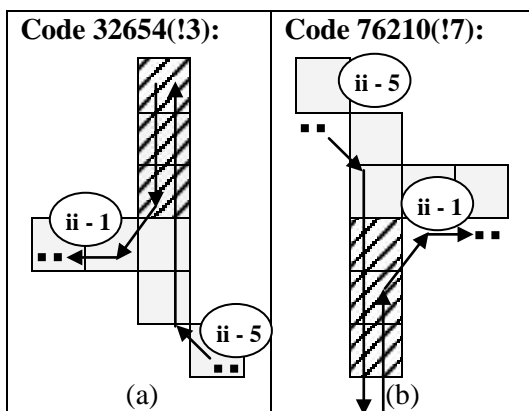 Code 32654(!3):
Code 76210(!7):
ii - 5
ii - 1
ii - 1
ii - 5
(a)
(b)